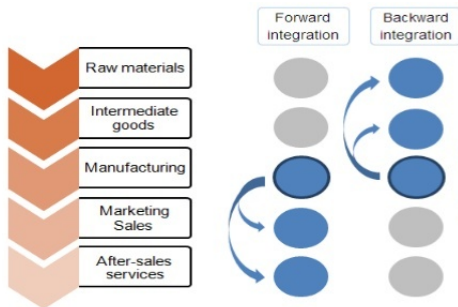 Forward
integration
Backward
integration
Raw materials
Intermediate
goods
Manufacturing
Marketing
Sales
After-sales
services